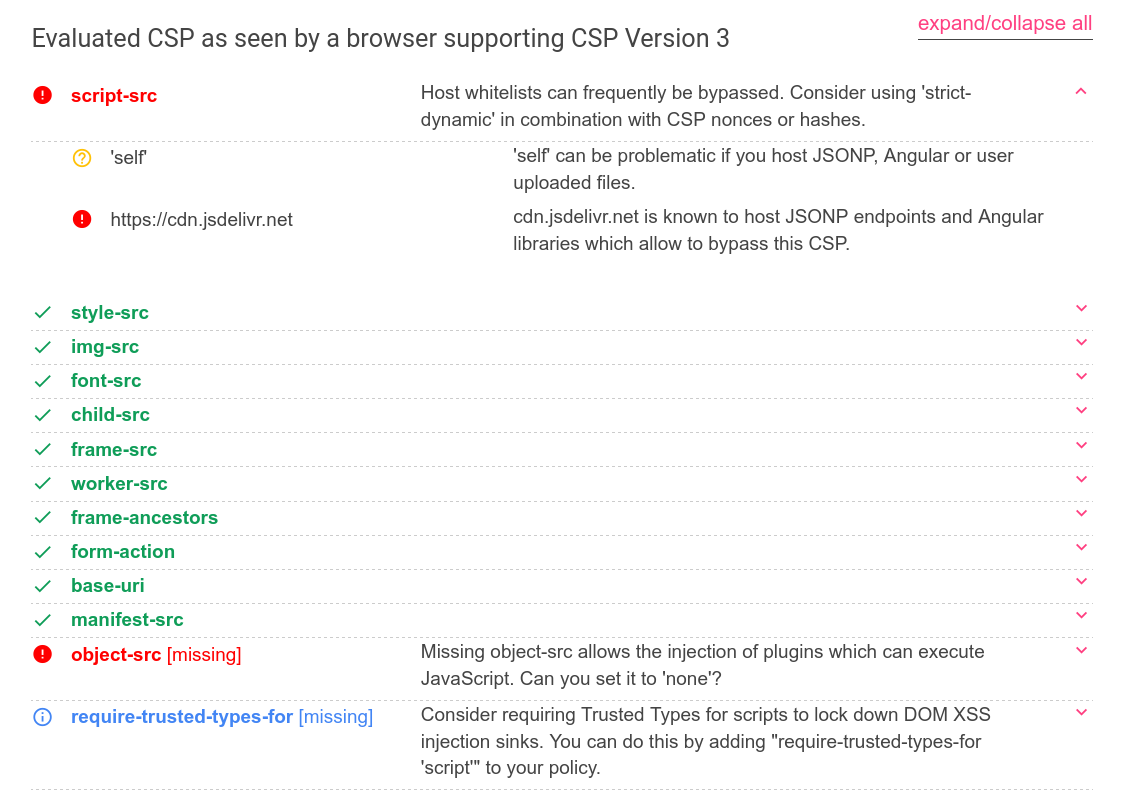 expand/collapse all
Evaluated CSP as seen by a browser supporting CSP Version 3
script-src
Host whitelists can frequently be bypassed. Consider using 'strict-
dynamic' in combination with CSP nonces or hashes.
'self'
'self' can be problematic if you host JSONP, Angular or user
uploaded files.
https://cdn.jsdelivr.net
cdn.jsdelivr.net is known to host JSONP endpoints and Angular
libraries which allow to bypass this CSP.
style-src
img-src
font-src
child-src
frame-src
worker-src
frame-ancestors
form-action
base-uri
manifest-src
object-src [missing]
Missing object-src allows the injection of plugins which can execute
JavaScript. Can you set it to 'none'?
require-trusted-types-for [missing]
Consider requiring Trusted Types for scripts to lock down DOM XSS
injection sinks. You can do this by adding "require-trusted-types-for
'script'" to your policy.